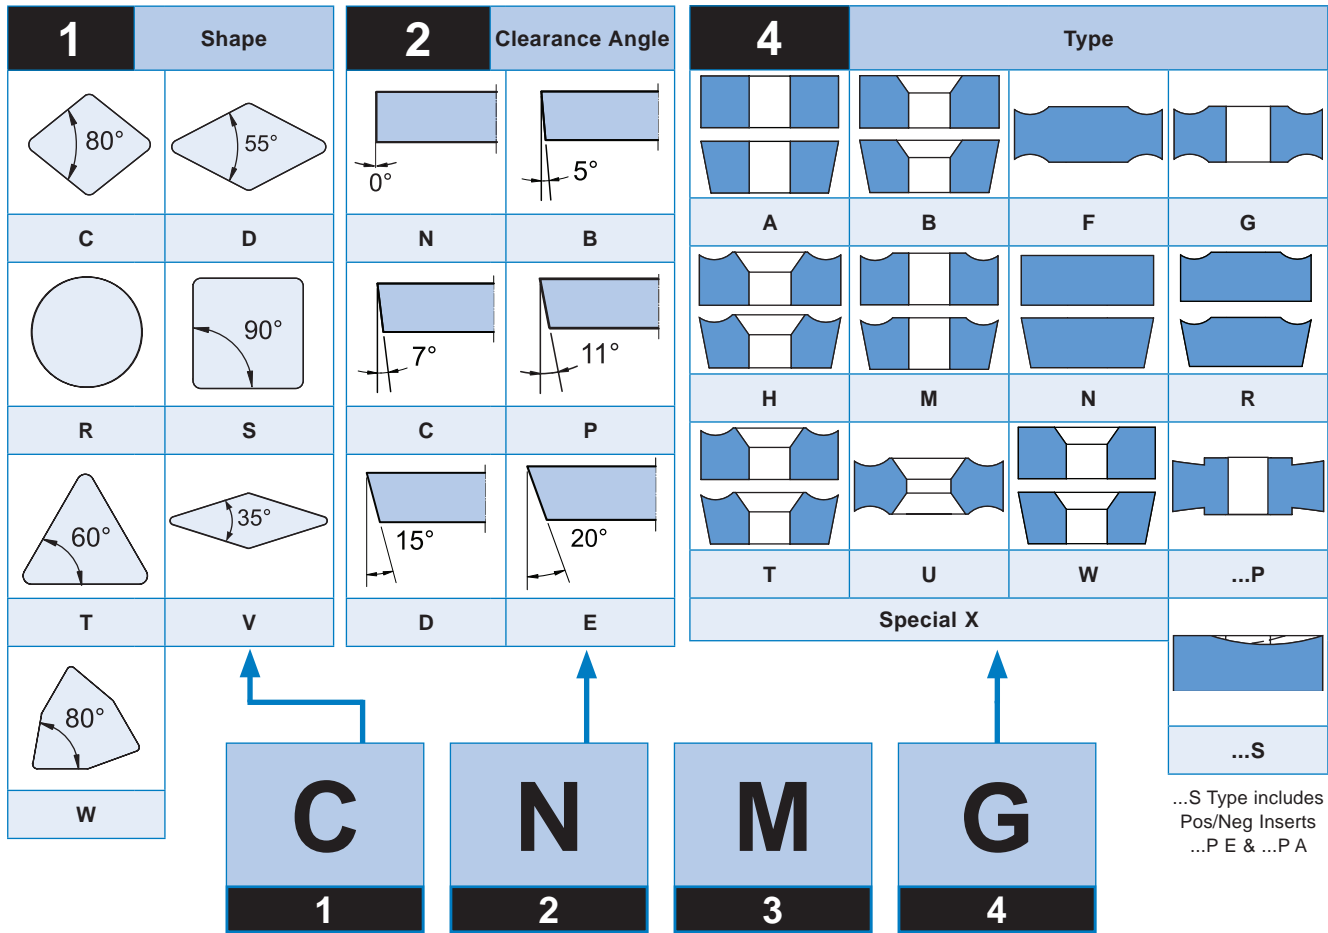 1 Shape
80° 55°
C D
90°
R S
60° 35°
T V
80°
W
2 Clearance Angle
0° 5°
N B
7° 11°
C P
15° 20°
D E
4 Type
A B F G
H M N R
T U W ...P
Special X
...S
...S Type includes
Pos/Neg Inserts
...P E & ...P A
C N M G
1 2 3 4